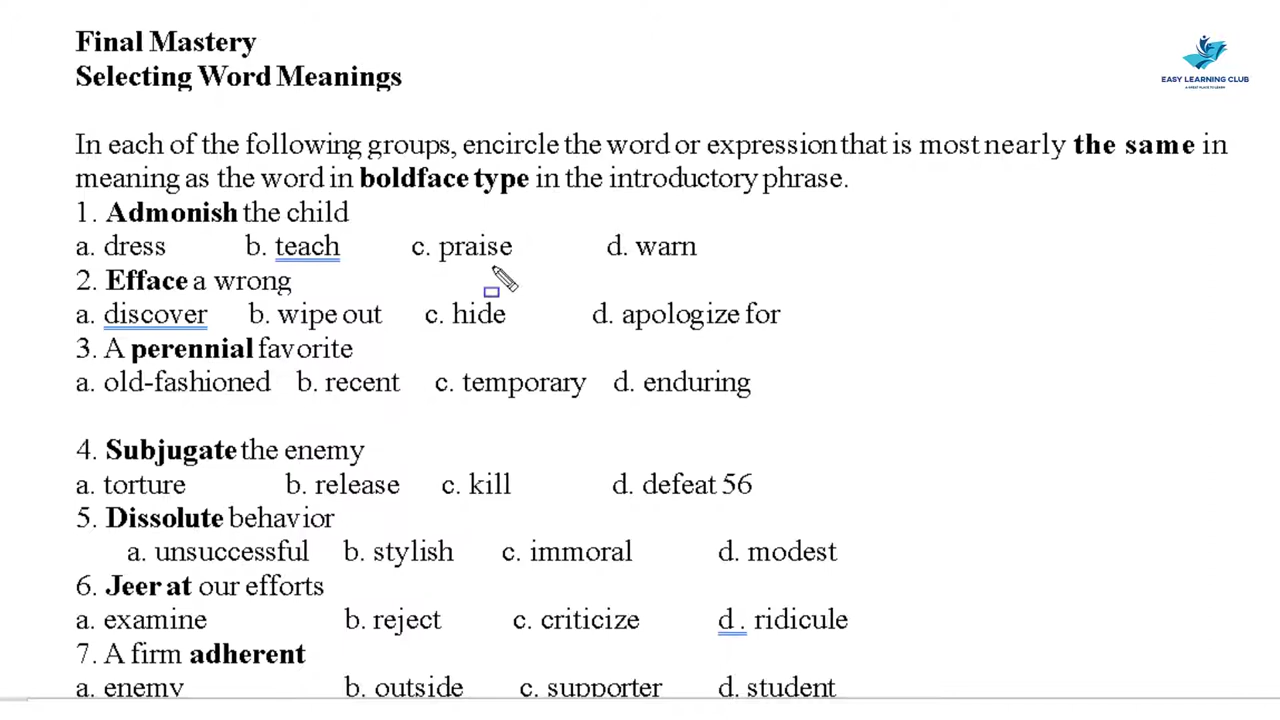 Final Mastery
Selecting Word Meanings
EASY LEARNING CLUB
A GREAT PLACE TO LEARN
In each of the following groups, encircle the word or expression that is most nearly the same in
meaning as the word in boldface type in the introductory phrase.
1. Admonish the child
a. dress b. teach c. praise d. warn
2. Efface a wrong
a. discover b. wipe out c. hide d. apologize for
3. A perennial favorite
a. old-fashioned b. recent c. temporary d. enduring
4. Subjugate the enemy
a. torture b. release c. kill d. defeat 56
5. Dissolute behavior
a. unsuccessful b. stylish c. immoral d. modest
6. Jeer at our efforts
a. examine b. reject c. criticize d . ridicule
7. A firm adherent
a. enemy b. outside c. supporter d. student